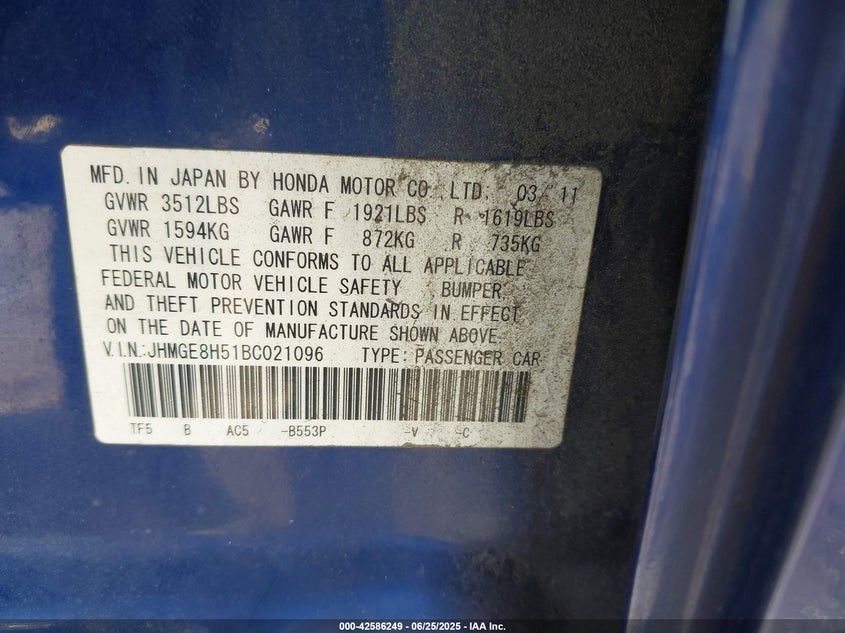 MFD. IN JAPAN BY HONDA MOTOR CO .,LTD. 03/ 11
GVWR 3512LBS GAWR F 1921LBS R 1619LBS
GVWR 1594KG GAWR F 872KG R 735KG
THIS VEHICLE CONFORMS TO ALL APPLICABLE
FEDERAL MOTOR VEHICLE SAFETY , BUMPER,
AND THEFT PREVENTION STANDARDS IN EFFECT
ON THE DATE OF MANUFACTURE SHOWN ABOVE.
V.I.N.:JHMGE8H51BC021096 TYPE: PASSENGER CAR
TF5 B AC5 -B553P -V -C
000-42586249 - 06/25/2025 - IAA Inc.